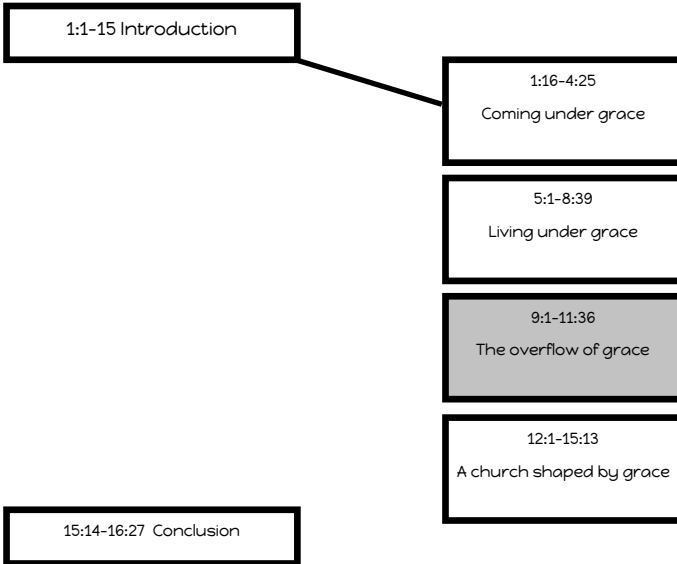 1:1-15 Introduction
1:16-4:25
Coming under grace
5:1-8:39
Living under grace
9:1-11:36
The overflow of grace
12:1-15:13
A church shaped by grace
15:14-16:27 Conclusion